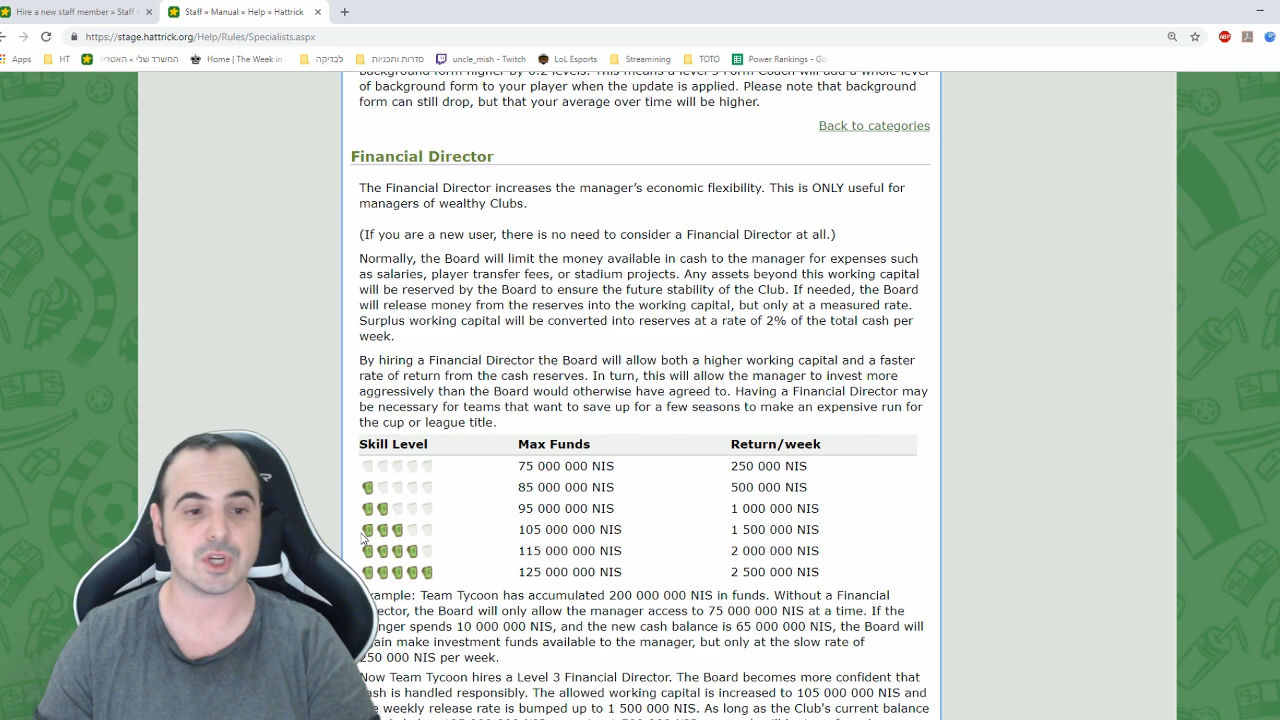 Hire a new staff member » Staff
Staff » Manual » Help » Hattrick
https://stage.hattrick.org/Help/Rules/Specialists.aspx
Apps
HT
המשרד שלי » האטריק
Home | The Week in
לבדיקה
סדרות ותכניות
uncle_mish - Twitch
LoL Esports
Streamining
TOTO
Power Rankings - Go
of background form to your player when the update is applied. Please note that background
form can still drop, but that your average over time will be higher.
Back to categories
Financial Director
The Financial Director increases the manager's economic flexibility. This is ONLY useful for
managers of wealthy Clubs.
(If you are a new user, there is no need to consider a Financial Director at all.)
Normally, the Board will limit the money available in cash to the manager for expenses such
as salaries, player transfer fees, or stadium projects. Any assets beyond this working capital
will be reserved by the Board to ensure the future stability of the Club. If needed, the Board
will release money from the reserves into the working capital, but only at a measured rate.
Surplus working capital will be converted into reserves at a rate of 2% of the total cash per
week.
By hiring a Financial Director the Board will allow both a higher working capital and a faster
rate of return from the cash reserves. In turn, this will allow the manager to invest more
aggressively than the Board would otherwise have agreed to. Having a Financial Director may
be necessary for teams that want to save up for a few seasons to make an expensive run for
the cup or league title.
Skill Level Max Funds Return/week
75 000 000 NIS 250 000 NIS
85 000 000 NIS 500 000 NIS
95 000 000 NIS 1 000 000 NIS
105 000 000 NIS 1 500 000 NIS
115 000 000 NIS 2 000 000 NIS
125 000 000 NIS 2 500 000 NIS
xample: Team Tycoon has accumulated 200 000 000 NIS in funds. Without a Financial
ector, the Board will only allow the manager access to 75 000 000 NIS at a time. If the
nger spends 10 000 000 NIS, and the new cash balance is 65 000 000 NIS, the Board will
ain make investment funds available to the manager, but only at the slow rate of
250 000 NIS per week.
Now Team Tycoon hires a Level 3 Financial Director. The Board becomes more confident that
ash is handled responsibly. The allowed working capital is increased to 105 000 000 NIS and
e weekly release rate is bumped up to 1 500 000 NIS. As long as the Club's current balance